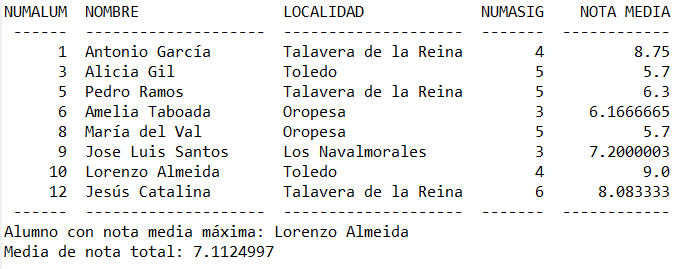 NUMALUM  NOMBRE                LOCALIDAD             NUMASIG    NOTA MEDIA
 ------  --------------------  --------------------  -------  ------------
      1  Antonio García        Talavera de la Reina        4          8.75
      3  Alicia Gil            Toledo                      5           5.7
      5  Pedro Ramos           Talavera de la Reina        5           6.3
      6  Amelia Taboada        Oropesa                     3     6.1666665
      8  María del Val         Oropesa                     5           5.7
      9  Jose Luis Santos      Los Navalmorales            3     7.2000003
     10  Lorenzo Almeida       Toledo                      4           9.0
     12  Jesús Catalina        Talavera de la Reina        6      8.083333
 ------  --------------------  --------------------  -------  ------------
Alumno con nota media máxima: Lorenzo Almeida
Media de nota total: 7.1124997